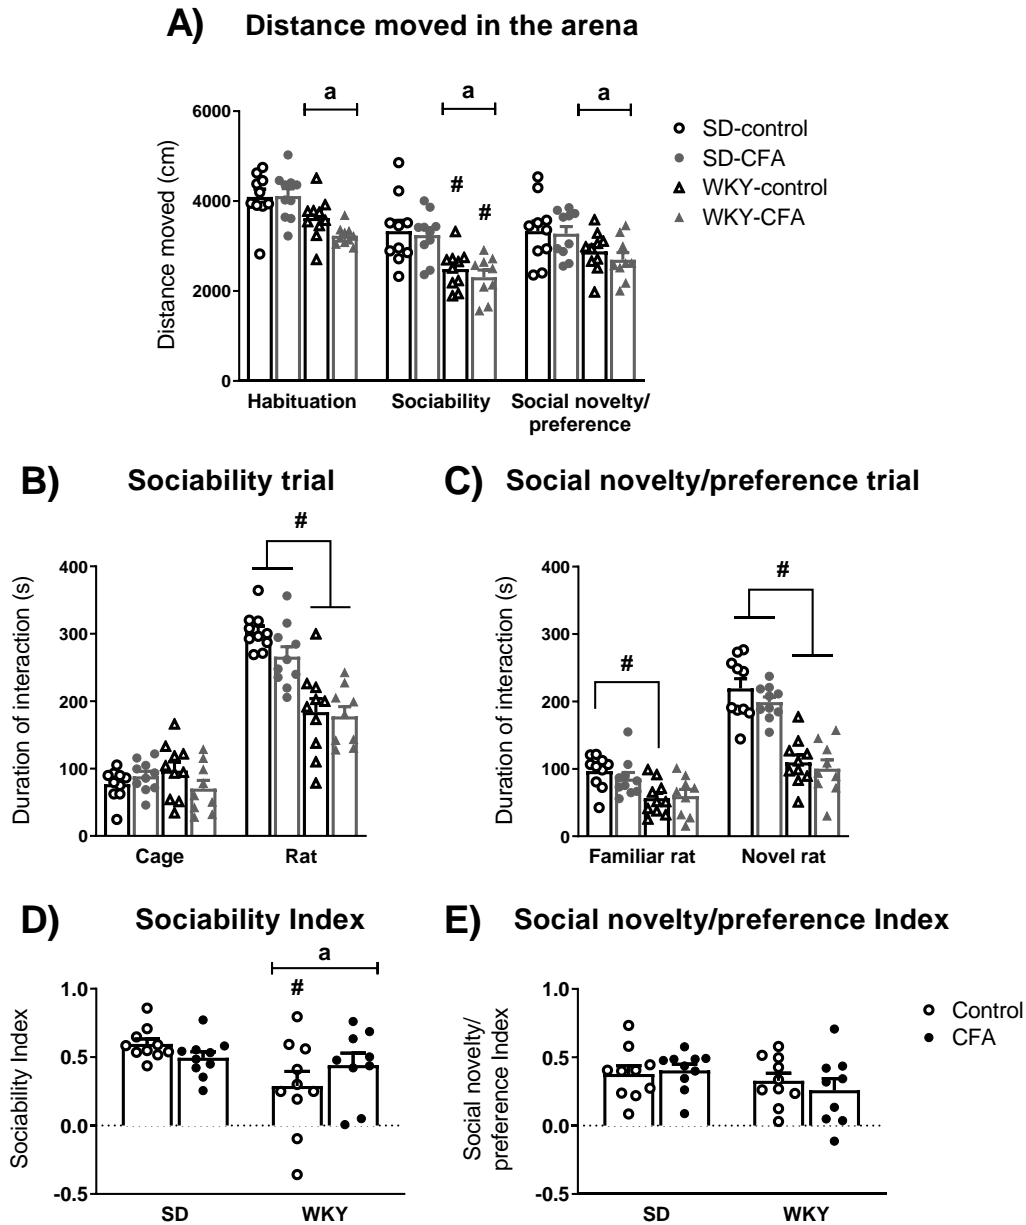 A) Distance moved in the arena
a a a
6000
4000
2000
0
Distance moved (cm)
# #
SD-control
SD-CFA
WKY-control
WKY-CFA
Habituation Sociability Social novelty/
preference
B) Sociability trial
#
400
300
200
100
0
Duration of interaction (s)
Cage Rat
C) Social novelty/preference trial
#
#
400
300
200
100
0
Duration of interaction (s)
Familiar rat Novel rat
D) Sociability Index
a
#
1.0
0.5
0.0
-0.5
Sociability Index
SD WKY
E) Social novelty/preference Index
1.0
0.5
0.0
-0.5
Social novelty/
preference Index
SD WKY
Control
CFA